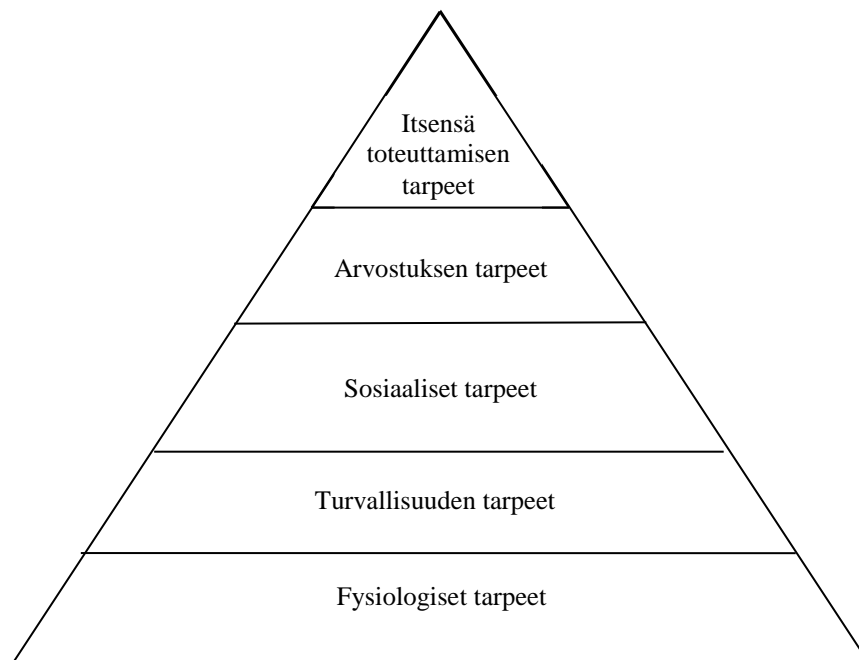 Itsensä
toteuttamisen
tarpeet
Arvostuksen tarpeet
Sosiaaliset tarpeet
Turvallisuuden tarpeet
Fysiologiset tarpeet